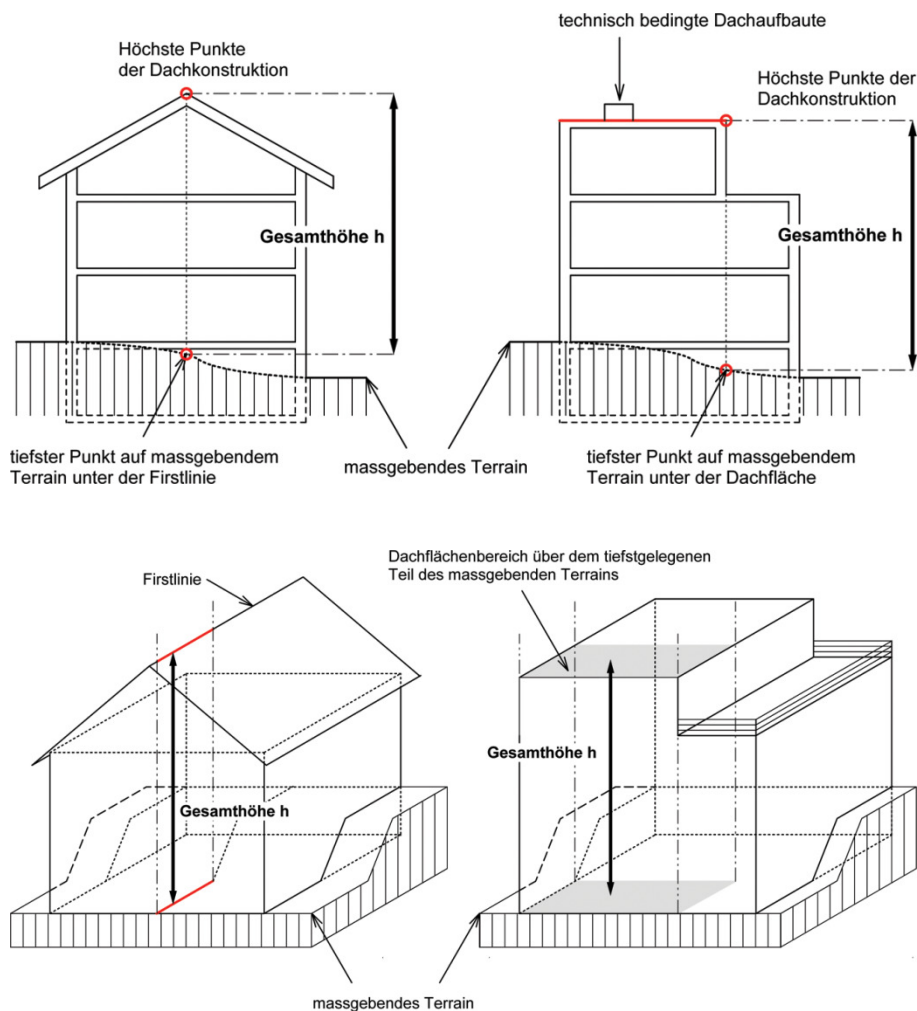 technisch bedingte Dachaufbaute
Höchste Punkte
der Dachkonstruktion
Höchste Punkte der
Dachkonstruktion
Gesamthöhe h
Gesamthöhe h
tiefster Punkt auf massgebendem
Terrain unter der Firstlinie
massgebendes Terrain
tiefster Punkt auf massgebendem
Terrain unter der Dachfläche
Dachflächenbereich über dem tiefstgelegenen
Teil des massgebenden Terrains
Firstlinie
Gesamthöhe h
Gesamthöhe h
massgebendes Terrain